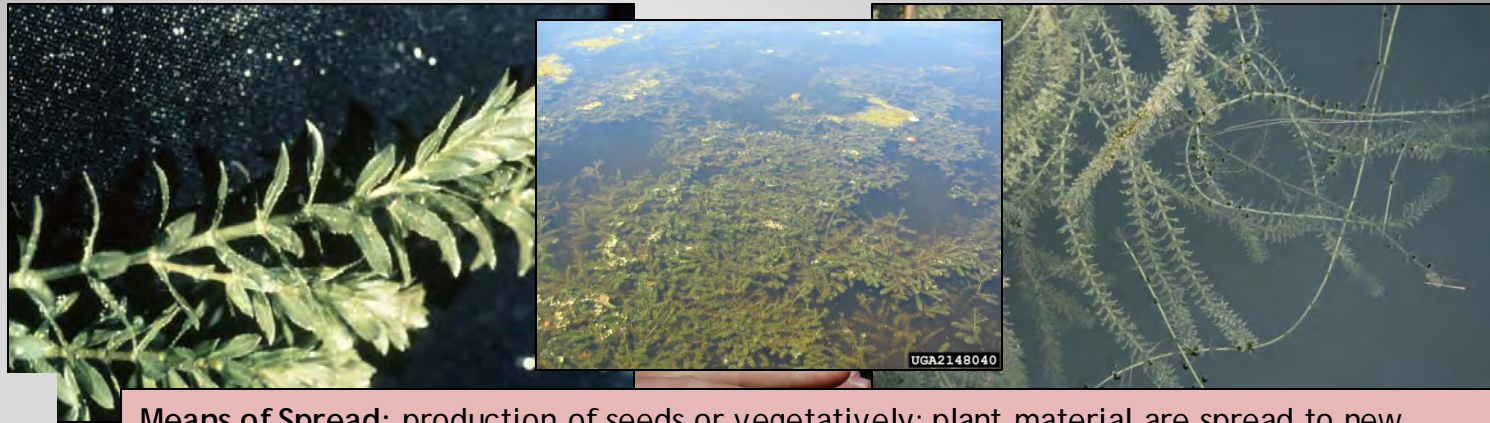 UGA2148040
Means of Spread: production of seeds or vegetatively; plant material are spread to new